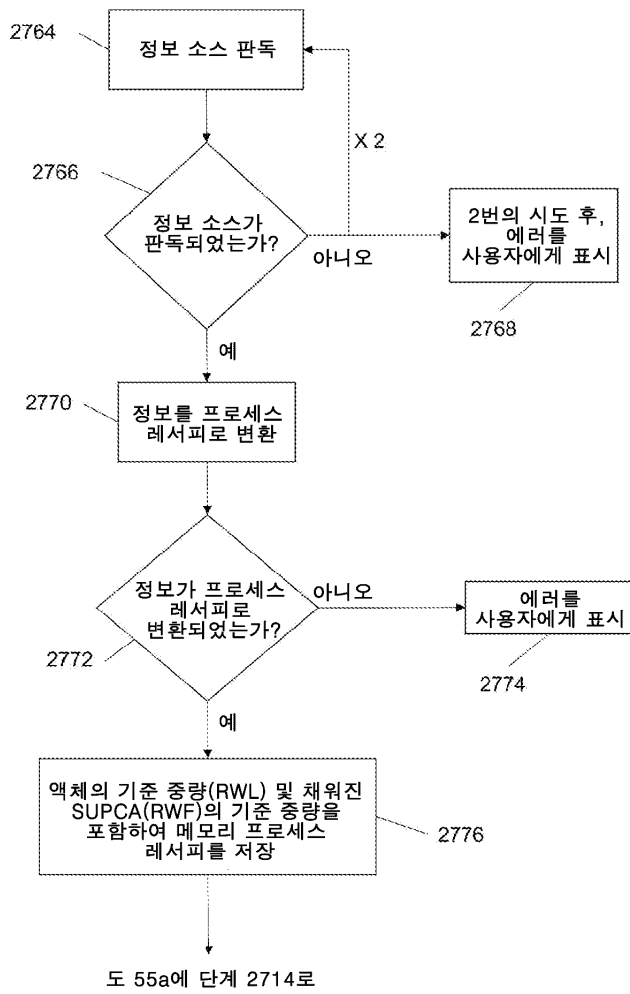 2764
정보 소스 판독
X 2
2766
정보 소스가
판독되었는가?
아니오
2번의 시도 후,
에러를
사용자에게 표시
2768
예
2770
정보를 프로세스
레서피로 변환
정보가 프로세스
레서피로
변환되었는가?
아니오
에러를
사용자에게 표시
2772
2774
예
액체의 기준 중량(RWL) 및 채워진
SUPCA(RWF)의 기준 중량을
포함하여 메모리 프로세스
레서피를 저장
2776
도 55a에 단계 2714로